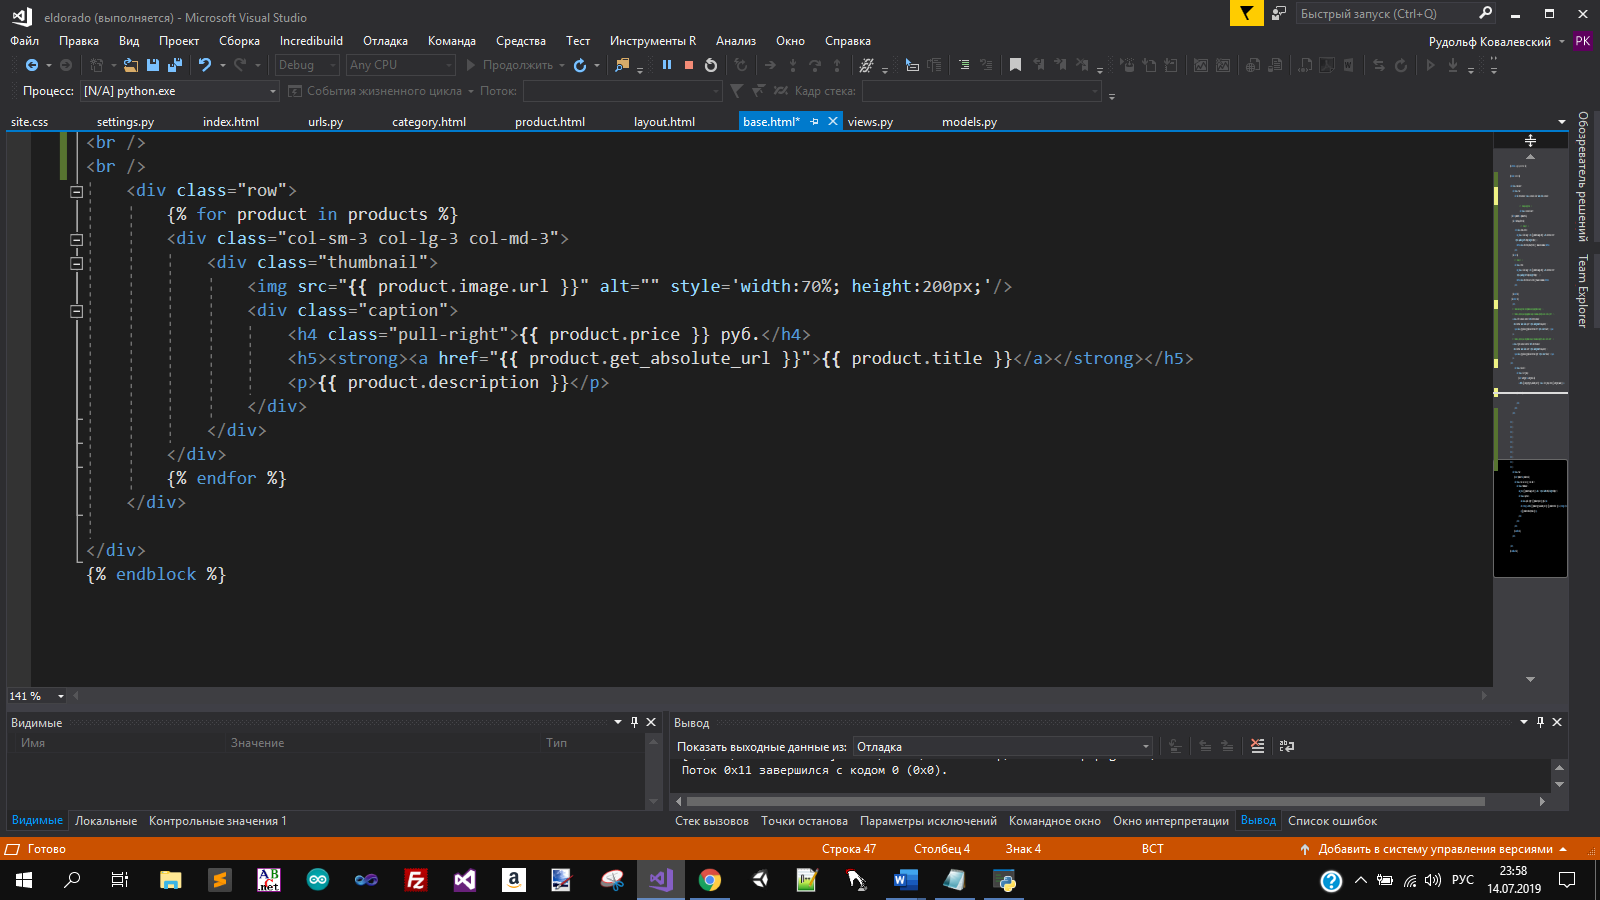 eldorado (выполняется) - Microsoft Visual Studio
Быстрый запуск (Ctrl+Q)
Файл Правка Вид Проект Сборка Incredibuild Отладка Команда Средства Тест Инструменты R Анализ Окно Справка
Рудольф Ковалевский РК
Debug Any CPU Продолжить
Процесс: [N/A] python.exe События жизненного цикла Поток: Кадр стека:
site.css settings.py index.html urls.py category.html product.html layout.html base.html* views.py models.py
<br />
<br />
<div class="row">
{% for product in products %}
<div class="col-sm-3 col-lg-3 col-md-3">
<div class="thumbnail">
<img src="{{ product.image.url }}" alt="" style='width:70%; height:200px;'/>
<div class="caption">
<h4 class="pull-right">{{ product.price }} руб.</h4>
<h5><strong><a href="{{ product.get_absolute_url }}">{{ product.title }}</a></strong></h5>
<p>{{ product.description }}</p>
</div>
</div>
</div>
{% endfor %}
</div>
</div>
{% endblock %}
Обозреватель решений
Team Explorer
141 %
Видимые
Имя Значение Тип
Видимые Локальные Контрольные значения 1
Вывод
Показать выходные данные из: Отладка
Поток 0x11 завершился с кодом 0 (0x0).
Стек вызовов Точки останова Параметры исключений Командное окно Окно интерпретации Вывод Список ошибок
Готово Строка 47 Столбец 4 Знак 4 ВСТ Добавить в систему управления версиями
РУС
23:58
14.07.2019